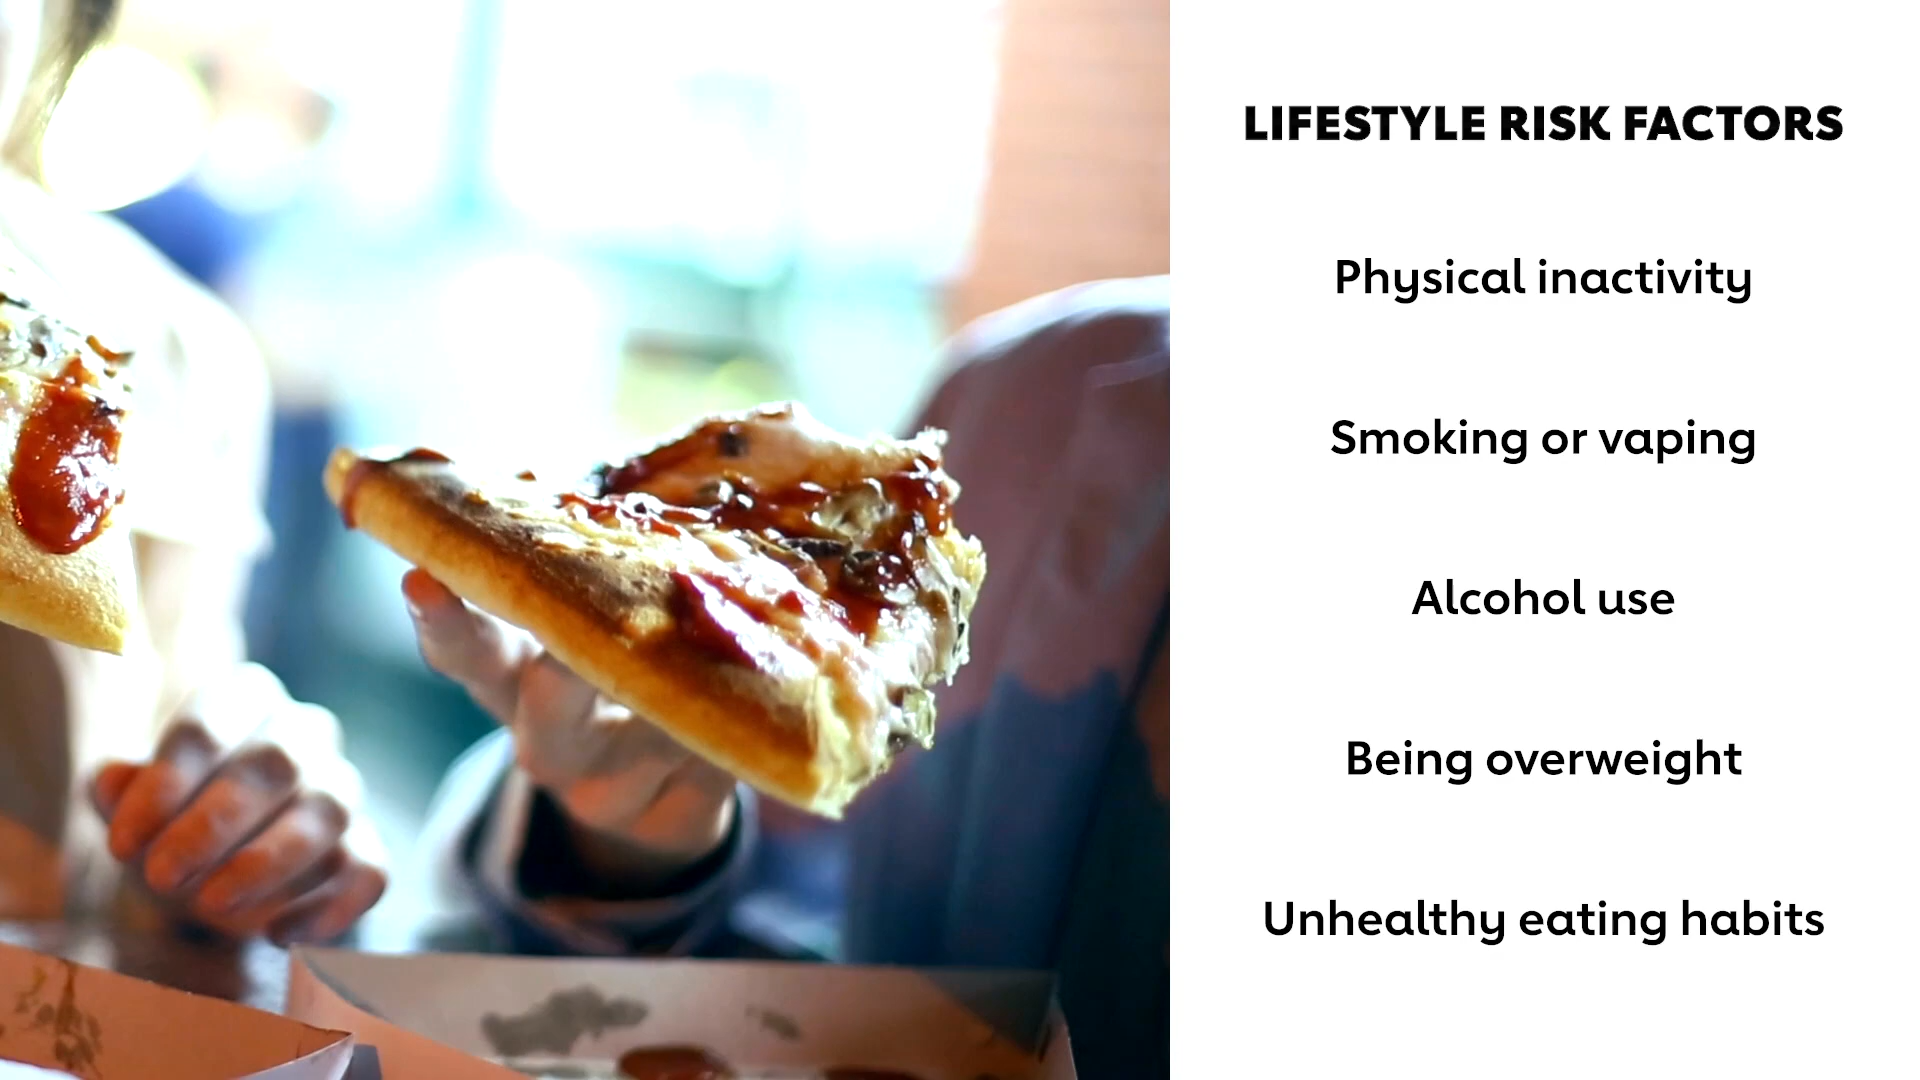 LIFESTYLE RISK FACTORS
Physical inactivity
Smoking or vaping
Alcohol use
Being overweight
Unhealthy eating habits